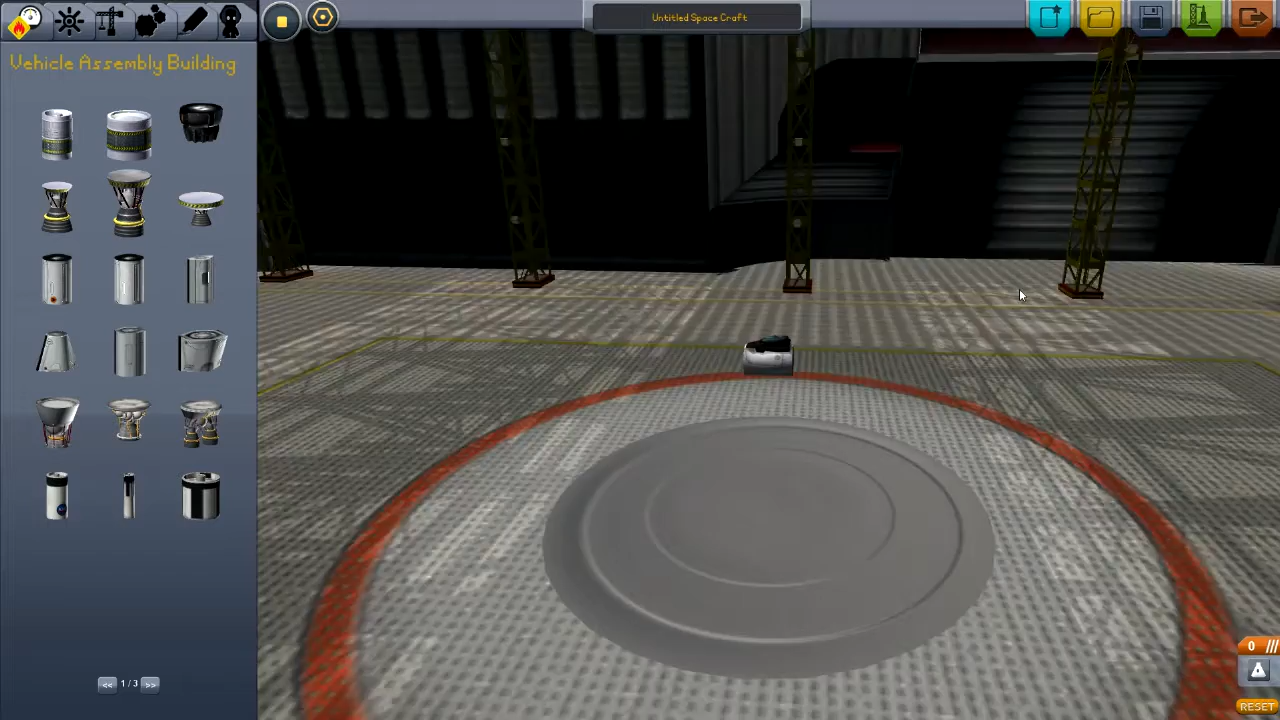 Untitled Space Craft
Vehicle Assembly Building
<< 1 / 3 >>
0
RESET